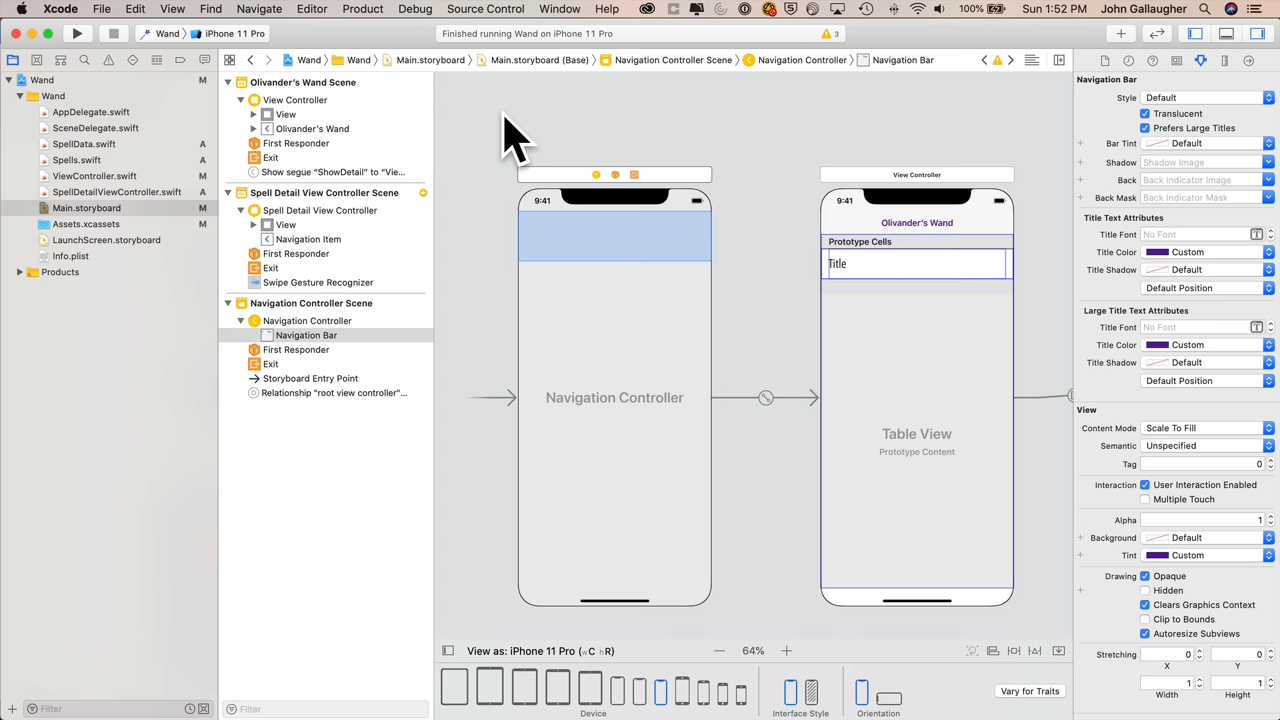 Xcode File Edit View Find Navigate Editor Product Debug Source Control Window Help 100% Sun 1:52 PM John Gallagher
Wand iPhone 11 Pro Finished running Wand on iPhone 11 Pro 3
Wand Wand Main.storyboard Main.storyboard (Base) Navigation Controller Scene Navigation Controller Navigation Bar
Wand M
Wand
AppDelegate.swift
SceneDelegate.swift
SpellData.swift A
Spells.swift A
ViewController.swift M
SpellDetailViewController.swift A
Main.storyboard M
Assets.xcassets M
LaunchScreen.storyboard
Info.plist
Products
Filter
Olivander's Wand Scene
View Controller
View
Olivander's Wand
First Responder
Exit
Show segue "ShowDetail" to "Vie...
Spell Detail View Controller Scene
Spell Detail View Controller
View
Navigation Item
First Responder
Exit
Swipe Gesture Recognizer
Navigation Controller Scene
Navigation Controller
Navigation Bar
First Responder
Exit
Storyboard Entry Point
Relationship "root view controller"...
Filter
9:41
Navigation Controller
View Controller
9:41
Olivander's Wand
Prototype Cells
Title
Table View
Prototype Content
View as: iPhone 11 Pro (wC hR) 64%
Device
Interface Style
Orientation
Vary for Traits
Navigation Bar
Style Default
Translucent
Prefers Large Titles
Bar Tint Default
Shadow Shadow Image
Back Back Indicator Image
Back Mask Back Indicator Mask
Title Text Attributes
Title Font No Font
Title Color Custom
Title Shadow Default
Default Position
Large Title Text Attributes
Title Font No Font
Title Color Custom
Title Shadow Default
Default Position
View
Content Mode Scale To Fill
Semantic Unspecified
Tag 0
Interaction User Interaction Enabled
Multiple Touch
Alpha 1
Background Default
Tint Custom
Drawing Opaque
Hidden
Clears Graphics Context
Clip to Bounds
Autoresize Subviews
Stretching 0 0
X Y
1 1
Width Height